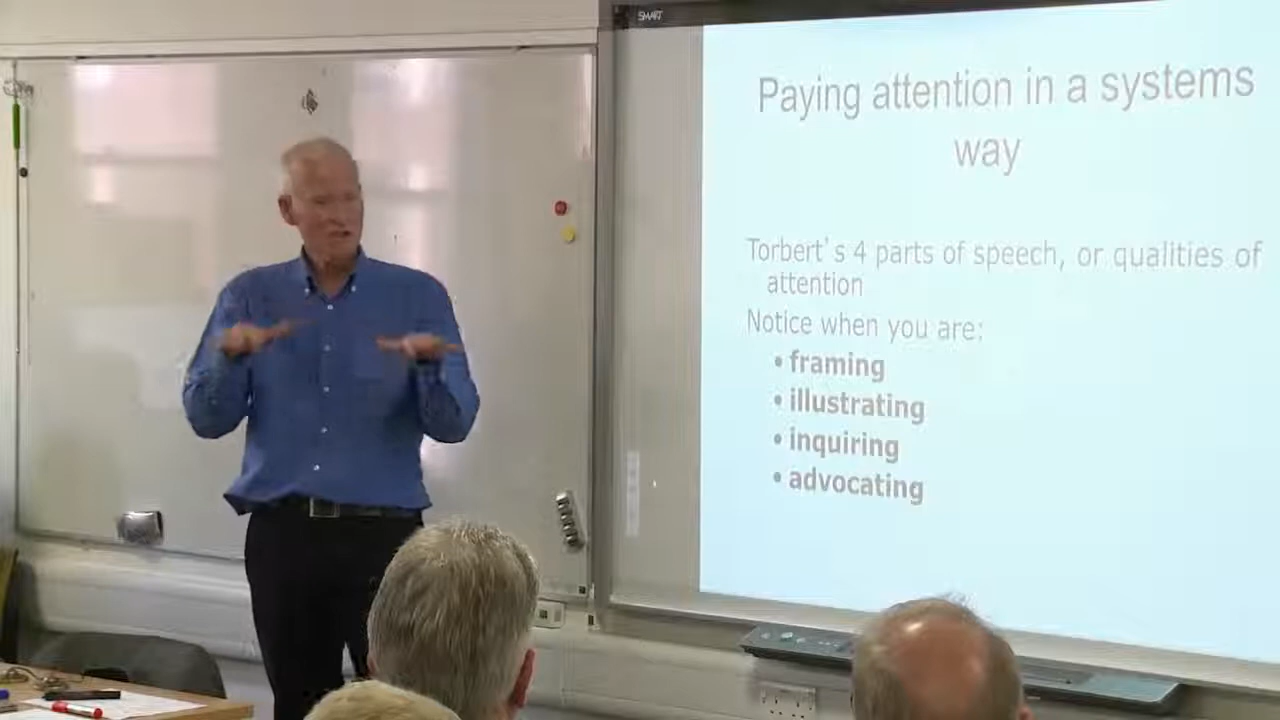 SMART
Paying attention in a systems
way
Torbert's 4 parts of speech, or qualities of
attention
Notice when you are:
• framing
• illustrating
• inquiring
• advocating